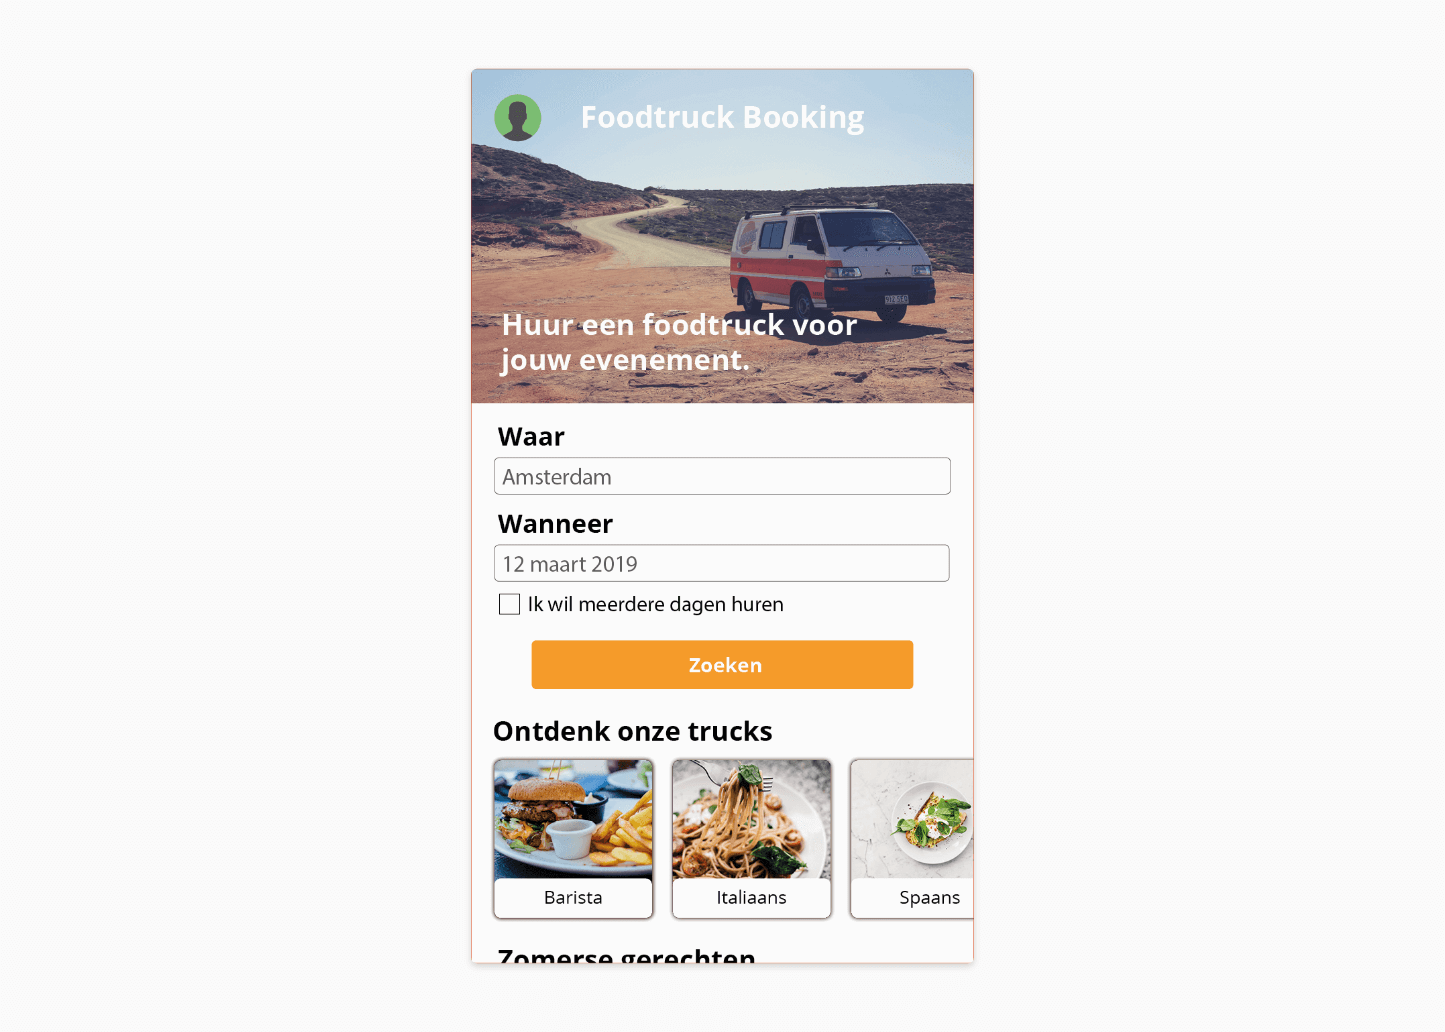 Foodtruck Booking
Huur een foodtruck voor
jouw evenement.
Waar
Amsterdam
Wanneer
12 maart 2019
Ik wil meerdere dagen huren
Zoeken
Ontdenk onze trucks
Barista
Italiaans
Spaans
Zomerse gerechten